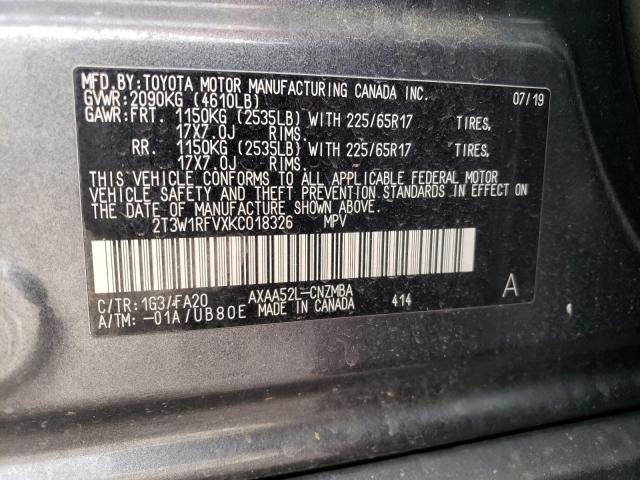 MFD.BY:TOYOTA MOTOR MANUFACTURING CANADA INC. 07/19
GVWR:2090KG (4610LB)
GAWR:FRT. 1150KG (2535LB) WITH 225/65R17 TIRES,
17X7.0J RIMS.
RR. 1150KG (2535LB) WITH 225/65R17 TIRES,
17X7.0J RIMS.
THIS VEHICLE CONFORMS TO ALL APPLICABLE FEDERAL MOTOR
VEHICLE SAFETY AND THEFT PREVENTION STANDARDS IN EFFECT ON
THE DATE OF MANUFACTURE SHOWN ABOVE.
2T3W1RFVXKC018326 MPV
C/TR:1G3/FA20 AXAA52L-CNZMBA 414 A
A/TM:-01A/UB80E MADE IN CANADA